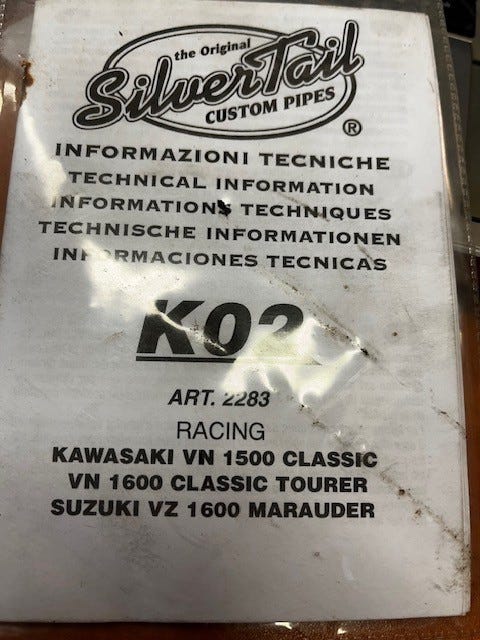 the Original
SilverTail
CUSTOM PIPES
®
INFORMAZIONI TECNICHE
TECHNICAL INFORMATION
INFORMATIONS TECHNIQUES
TECHNISCHE INFORMATIONEN
INFORMACIONES TECNICAS
K02
ART. 2283
RACING
KAWASAKI VN 1500 CLASSIC
VN 1600 CLASSIC TOURER
SUZUKI VZ 1600 MARAUDER